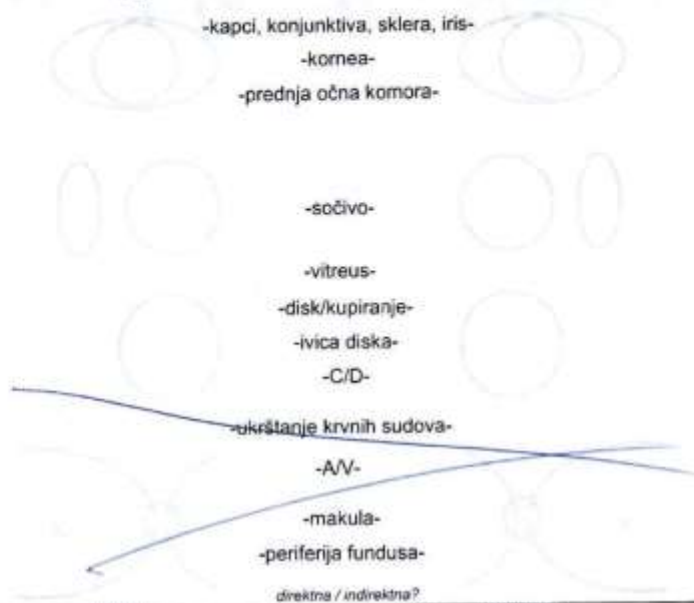 -kapci, konjunktiva, sklera, iris-
-kornea-
-prednja očna komora-
-sočivo-
-vitreus-
-disk/kupiranje-
-ivica diska-
-C/D-
-ukrštanje krvnih sudova-
-A/V-
-makula-
-periferija fundusa-
direktna / indirektna?